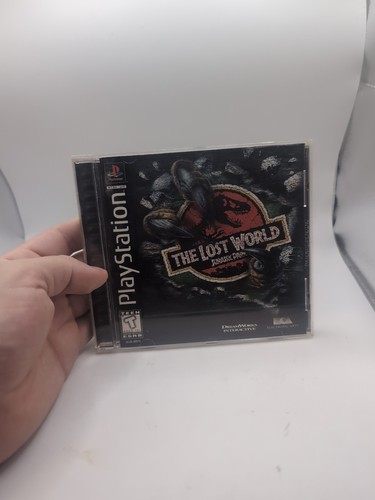 PlayStation
THE LOST WORLD
JURASSIC PARK
TEEN
T
DREAMWORKS
INTERACTIVE